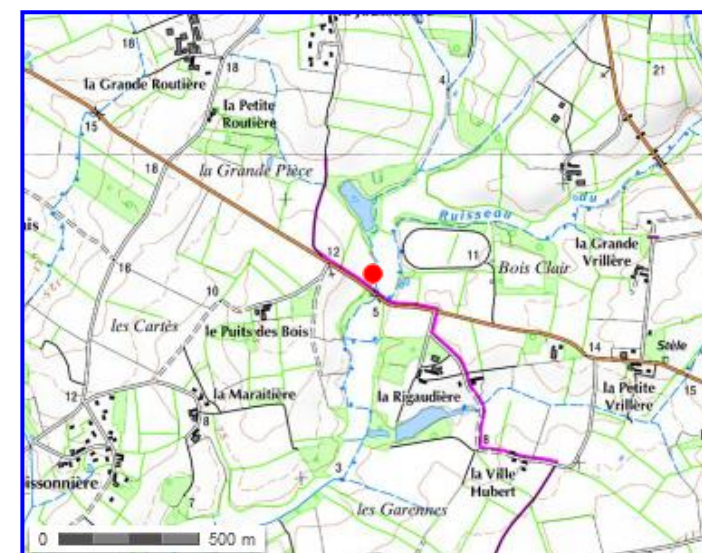 18
la Grande Routière
18
4
21
15
la Petite
Routière
18
la Grande Pièce
Ruisseau
du
la Grande
Vrillère
12
11
Bois Clair
16
10
5
les Cartès
le Puits des Bois
14
Stèle
la Maraitière
la Rigaudière
la Petite
Vrillère
15
12
8
8
la Ville
Hubert
issonnière
3
7
les Garennes
0
500 m